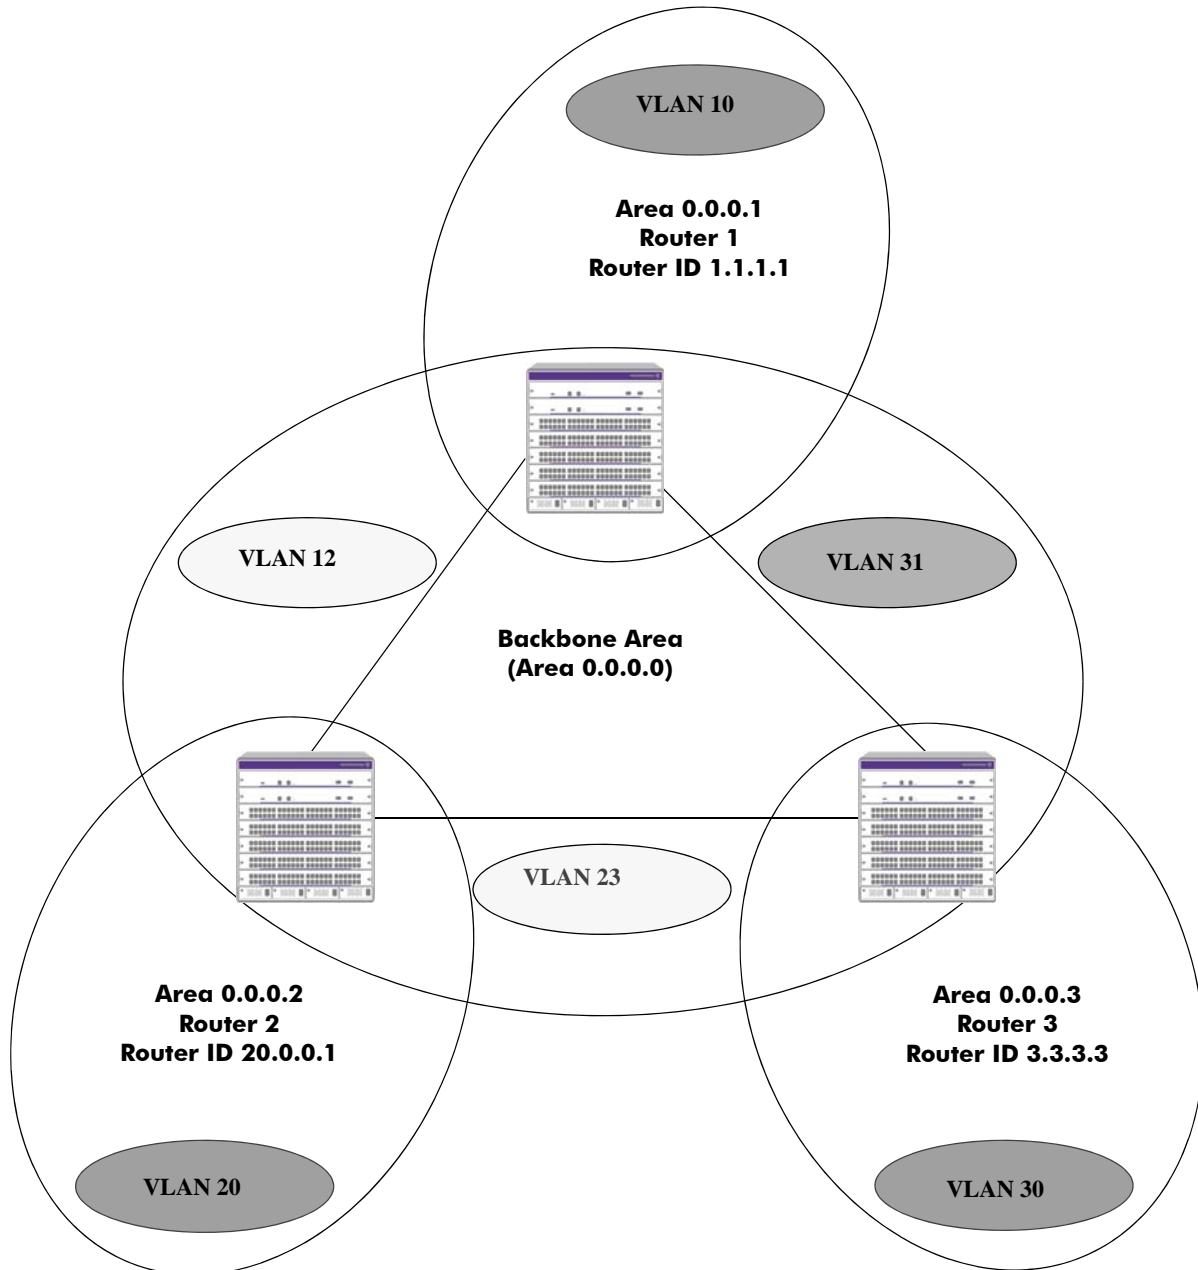 VLAN 10
Area 0.0.0.1
Router 1
Router ID 1.1.1.1
VLAN 12
VLAN 31
Backbone Area
(Area 0.0.0.0)
VLAN 23
Area 0.0.0.2
Router 2
Router ID 20.0.0.1
Area 0.0.0.3
Router 3
Router ID 3.3.3.3
VLAN 20
VLAN 30